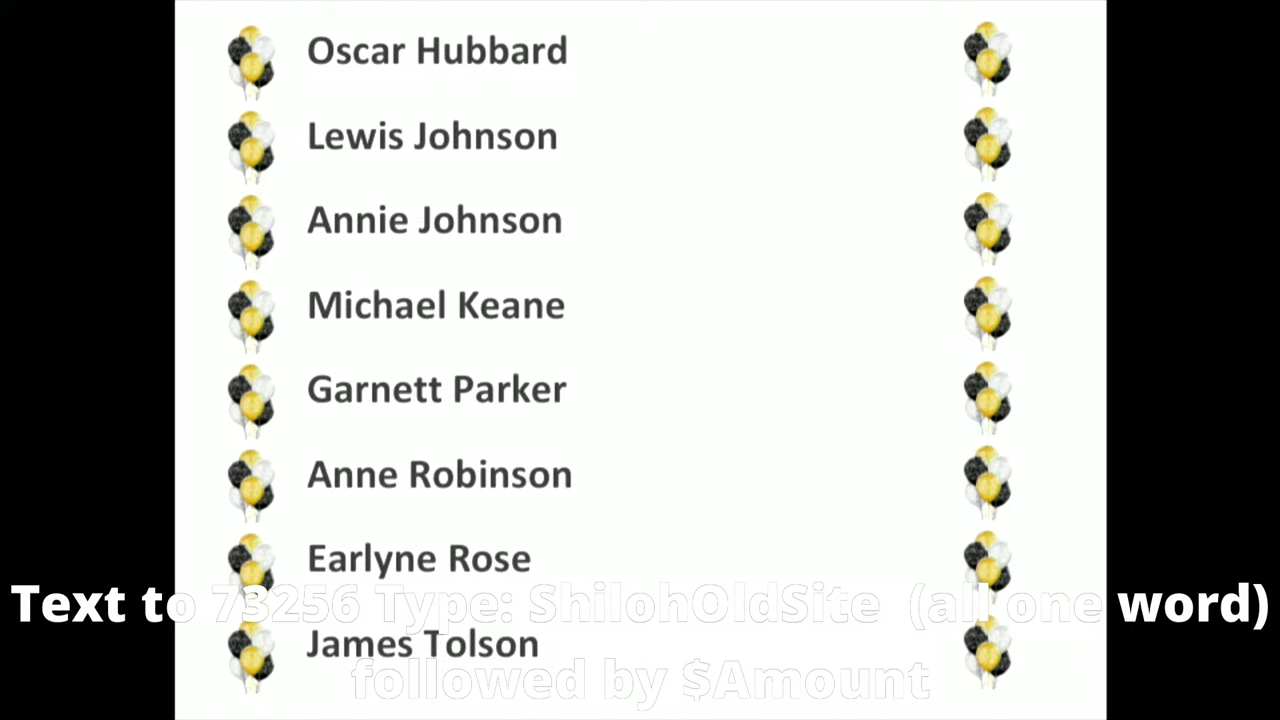 Oscar Hubbard
Lewis Johnson
Annie Johnson
Michael Keane
Garnett Parker
Anne Robinson
Earlyne Rose
Text to 73256 Type: ShilohOldSite (all one word)
James Tolson
followed by $Amount